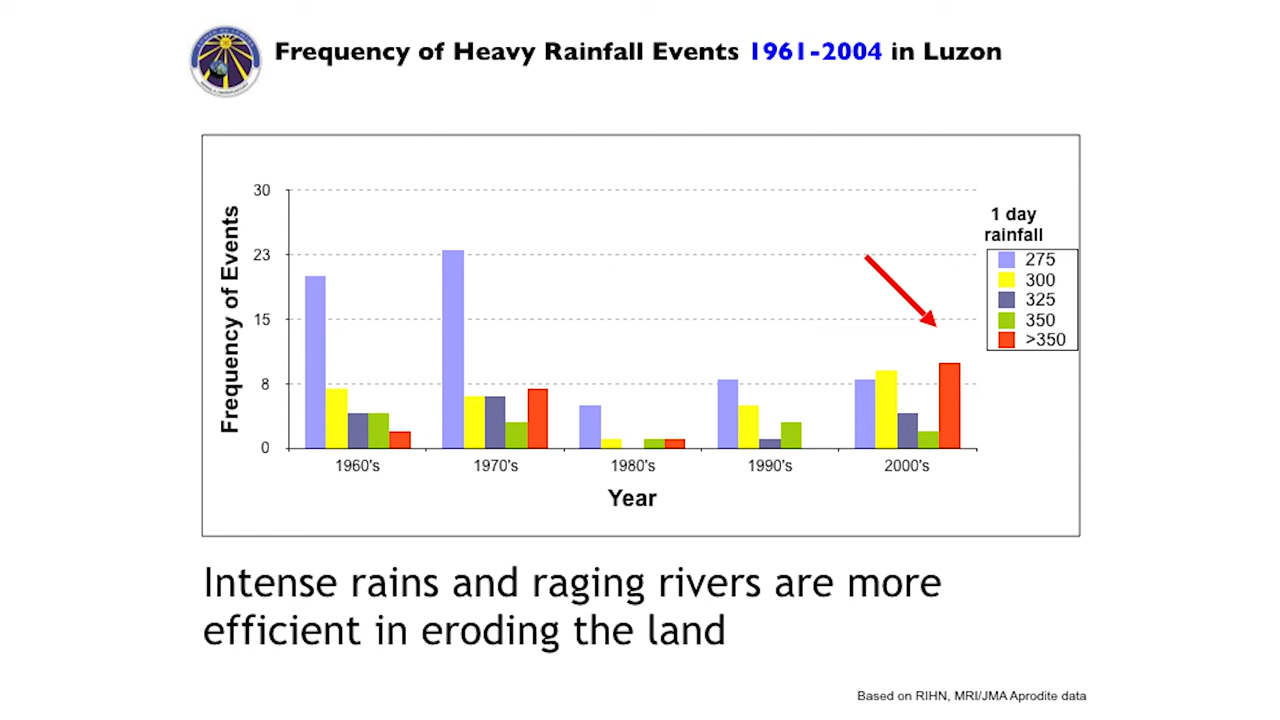 Frequency of Heavy Rainfall Events 1961-2004 in Luzon
30
23
15
8
0
Frequency of Events
1960's 1970's 1980's 1990's 2000's
Year
1 day
rainfall
275
300
325
350
>350
Intense rains and raging rivers are more
efficient in eroding the land
Based on RIHN, MRI/JMA Aprodite data